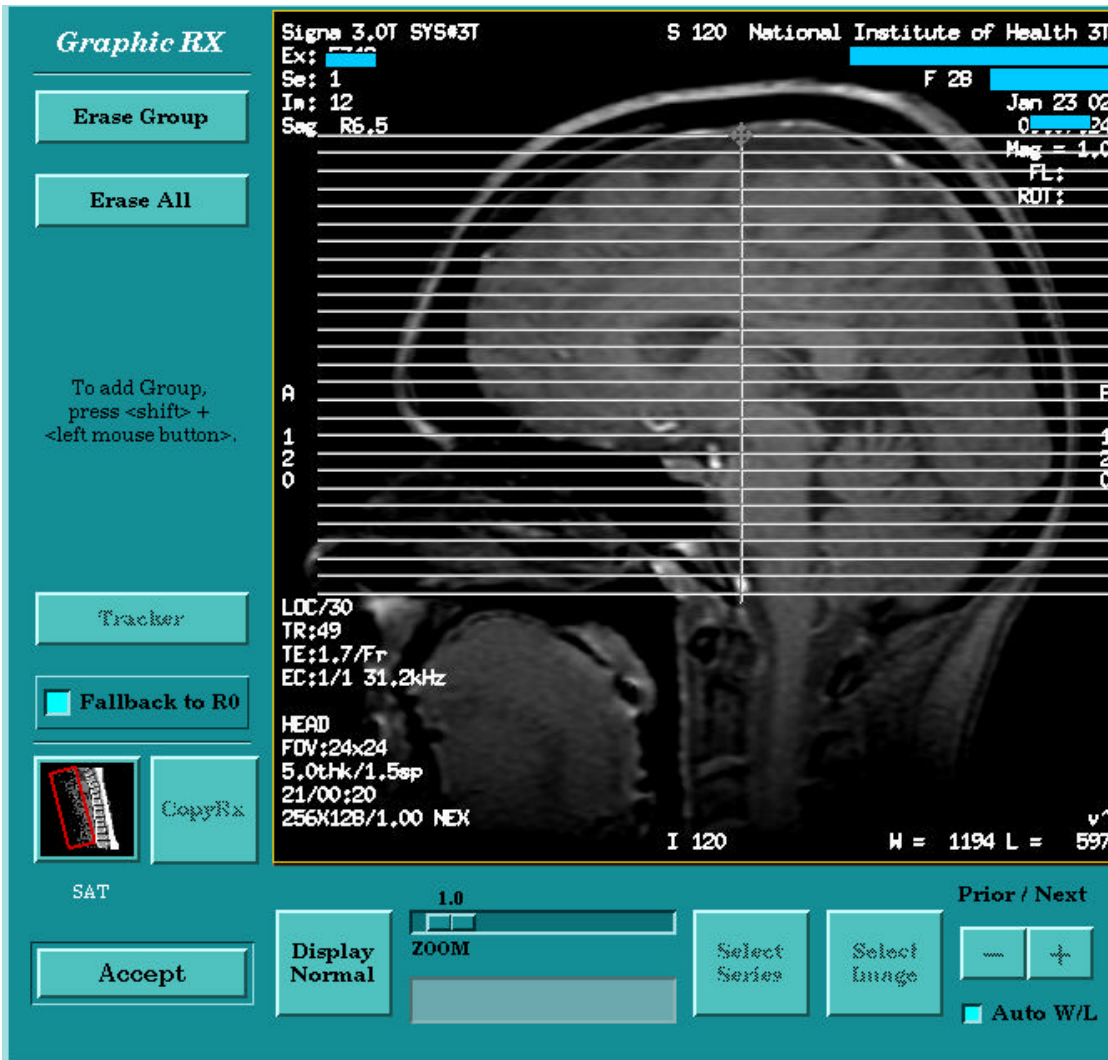 Graphic RX
Erase Group
Erase All
To add Group,
press <shift> +
<left mouse button>.
Tracker
Fallback to R0
CopyRx
SAT
Accept
Signa 3.0T SYS#3T
Ex:
Se: 1
Im: 12
Sag R6.5
S 120
National Institute of Health 3T
F 28
Jan 23 02
Mag = 1.0
FL:
ROT:
A
1
2
0
1
2
LOC/30
TR:49
TE:1.7/Fr
EC:1/1 31.2kHz
HEAD
FOV:24x24
5.0thk/1.5sp
21/00:20
256X128/1.00 NEX
I 120
W = 1194 L = 597
Display
Normal
1.0
ZOOM
Select
Series
Select
Image
Prior / Next
- +
Auto W/L